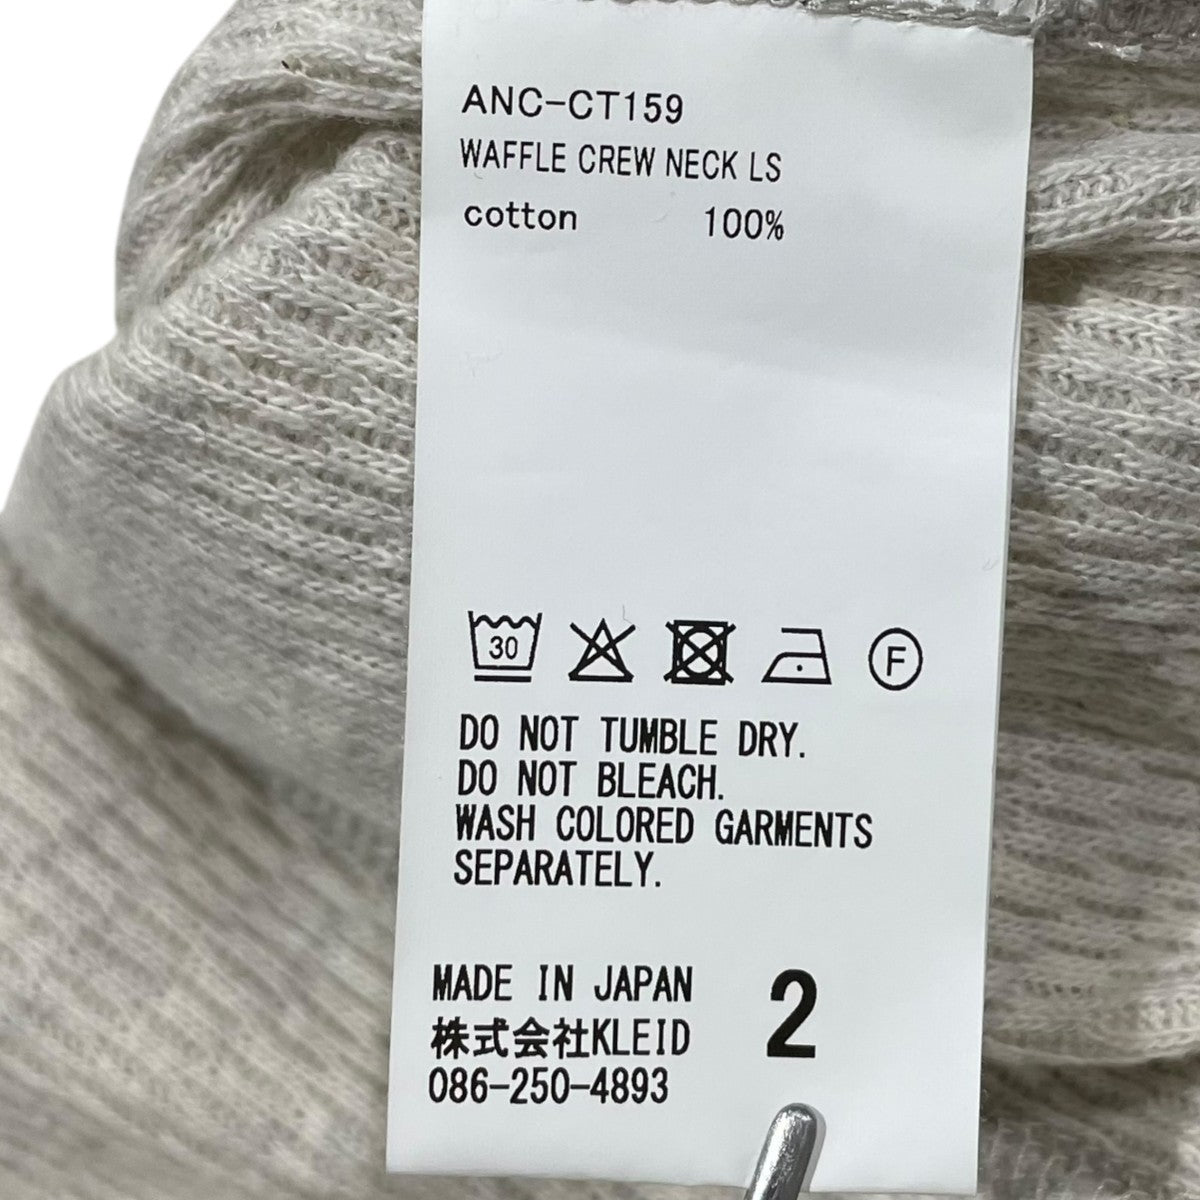 ANC-CT159
WAFFLE CREW NECK LS
cotton 100%
30
F
DO NOT TUMBLE DRY.
DO NOT BLEACH.
WASH COLORED GARMENTS
SEPARATELY.
MADE IN JAPAN
株式会社KLEID
086-250-4893
2